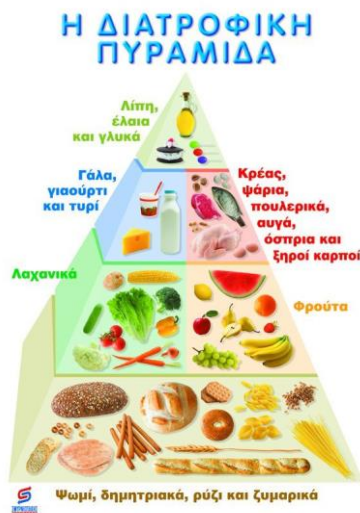 Η ΔΙΑΤΡΟΦΙΚΗ
ΠΥΡΑΜΙΔΑ
Λίπη,
έλαια
και γλυκά
Γάλα,
γιαούρτι
και τυρί
Κρέας,
ψάρια,
πουλερικά,
αυγά,
όσπρια και
ξηροί καρποί
Λαχανικά
Φρούτα
Ψωμί, δημητριακά, ρύζι και ζυμαρικά